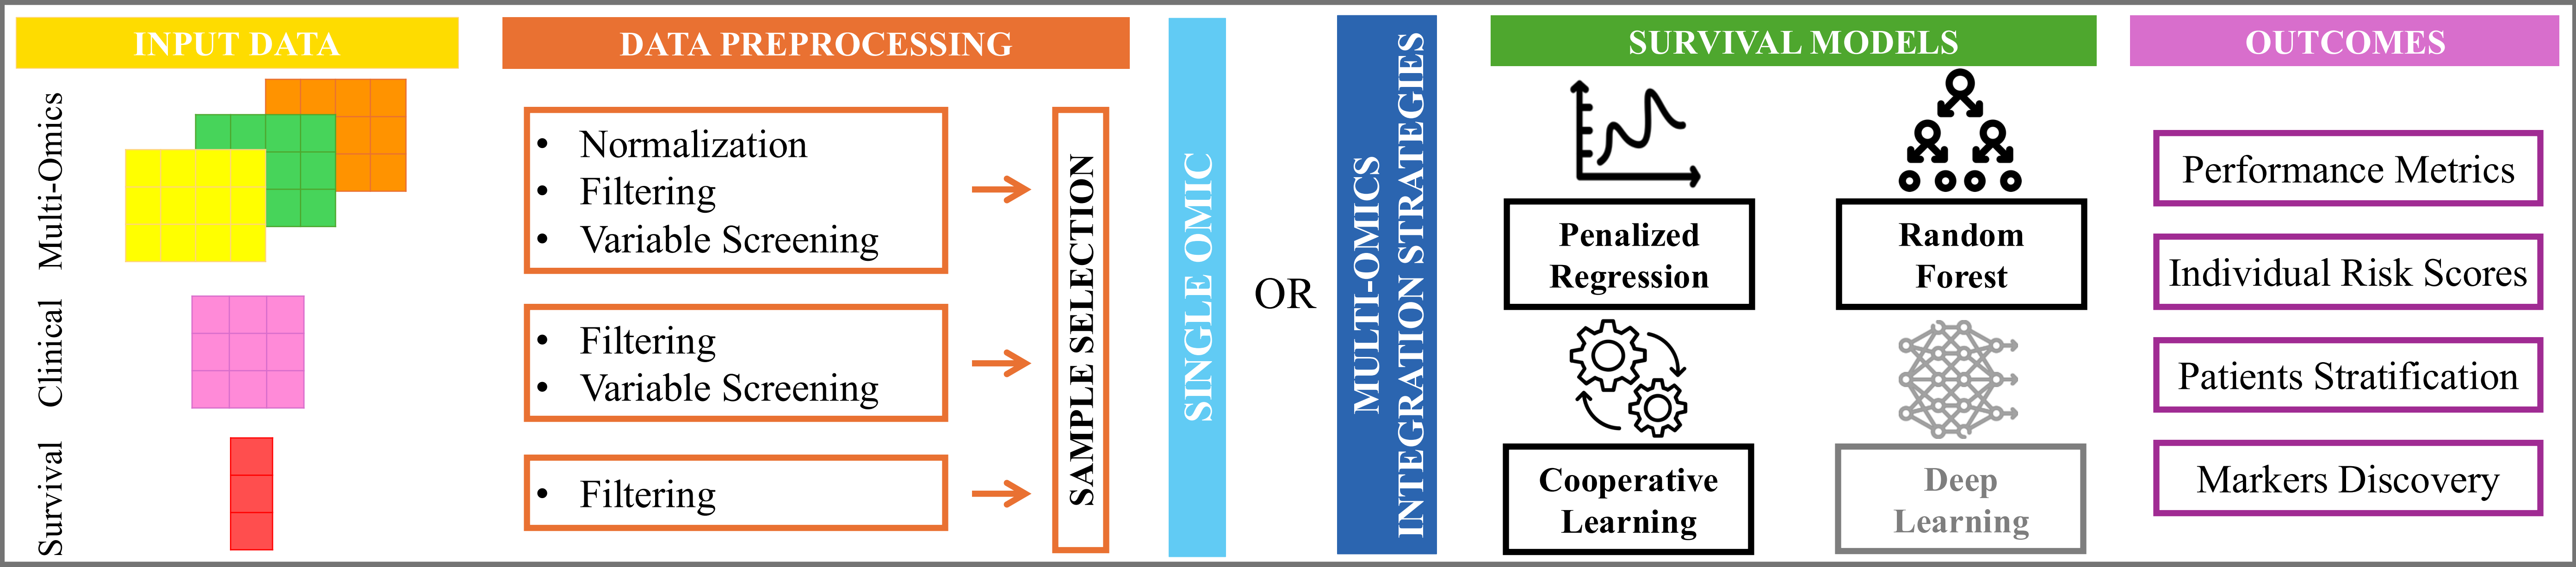 INPUT DATA
Multi-Omics
Clinical
Survival
DATA PREPROCESSING
• Normalization
• Filtering
• Variable Screening
• Filtering
• Variable Screening
• Filtering
SAMPLE SELECTION
SINGLE OMIC
OR
MULTI-OMICS
INTEGRATION STRATEGIES
SURVIVAL MODELS
Penalized
Regression
Random
Forest
Cooperative
Learning
Deep
Learning
OUTCOMES
Performance Metrics
Individual Risk Scores
Patients Stratification
Markers Discovery